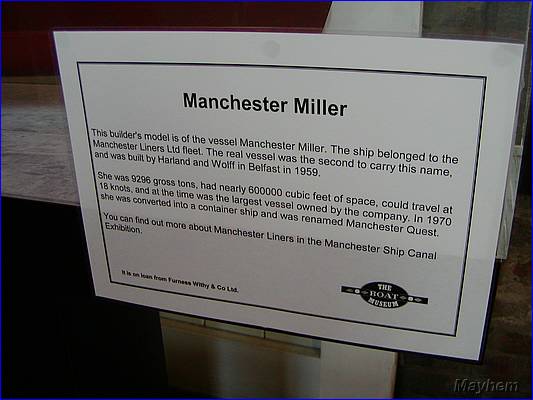 Manchester Miller
This builder's model is of the vessel Manchester Miller. The ship belonged to the
Manchester Liners Ltd fleet. The real vessel was the second to carry this name,
and was built by Harland and Wolff in Belfast in 1959.
She was 9296 gross tons, had nearly 600000 cubic feet of space, could travel at
18 knots, and at the time was the largest vessel owned by the company. In 1970
she was converted into a container ship and was renamed Manchester Quest.
You can find out more about Manchester Liners in the Manchester Ship Canal
Exhibition.
It is on loan from Furness Withy & Co Ltd.
THE
BOAT
MUSEUM
Mayhem